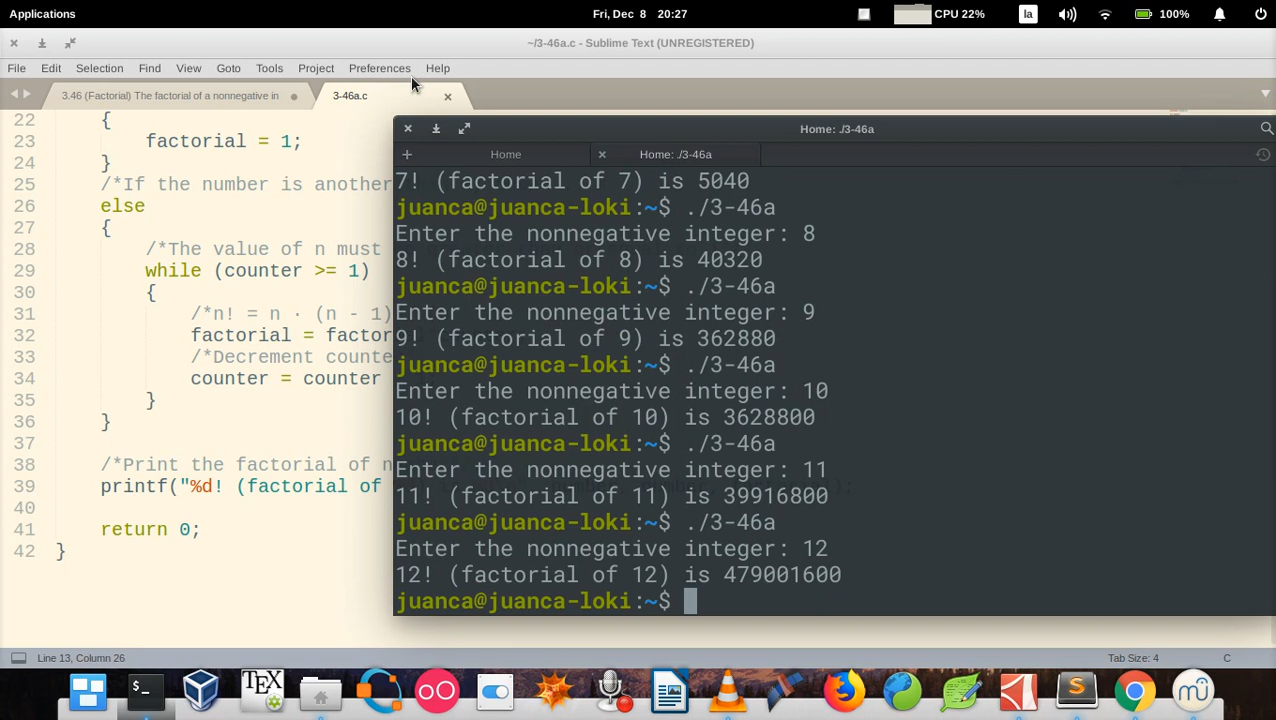 Applications
Fri, Dec 8 20:27
CPU 22%
la
100%
~/3-46a.c - Sublime Text (UNREGISTERED)
File Edit Selection Find View Goto Tools Project Preferences Help
3.46 (Factorial) The factorial of a nonnegative in
3-46a.c
22 {
23 factorial = 1;
24 }
25 /*If the number is another
26 else
27 {
28 /*The value of n must
29 while (counter >= 1)
30 {
31 /*n! = n · (n - 1)
32 factorial = factor
33 /*Decrement counte
34 counter = counter
35 }
36 }
37
38 /*Print the factorial of n
39 printf("%d! (factorial of
40
41 return 0;
42 }
Home: ./3-46a
Home
Home: ./3-46a
7! (factorial of 7) is 5040
juanca@juanca-loki:~$ ./3-46a
Enter the nonnegative integer: 8
8! (factorial of 8) is 40320
juanca@juanca-loki:~$ ./3-46a
Enter the nonnegative integer: 9
9! (factorial of 9) is 362880
juanca@juanca-loki:~$ ./3-46a
Enter the nonnegative integer: 10
10! (factorial of 10) is 3628800
juanca@juanca-loki:~$ ./3-46a
Enter the nonnegative integer: 11
11! (factorial of 11) is 39916800
juanca@juanca-loki:~$ ./3-46a
Enter the nonnegative integer: 12
12! (factorial of 12) is 479001600
juanca@juanca-loki:~$
Line 13, Column 26
Tab Size: 4
C
TEX